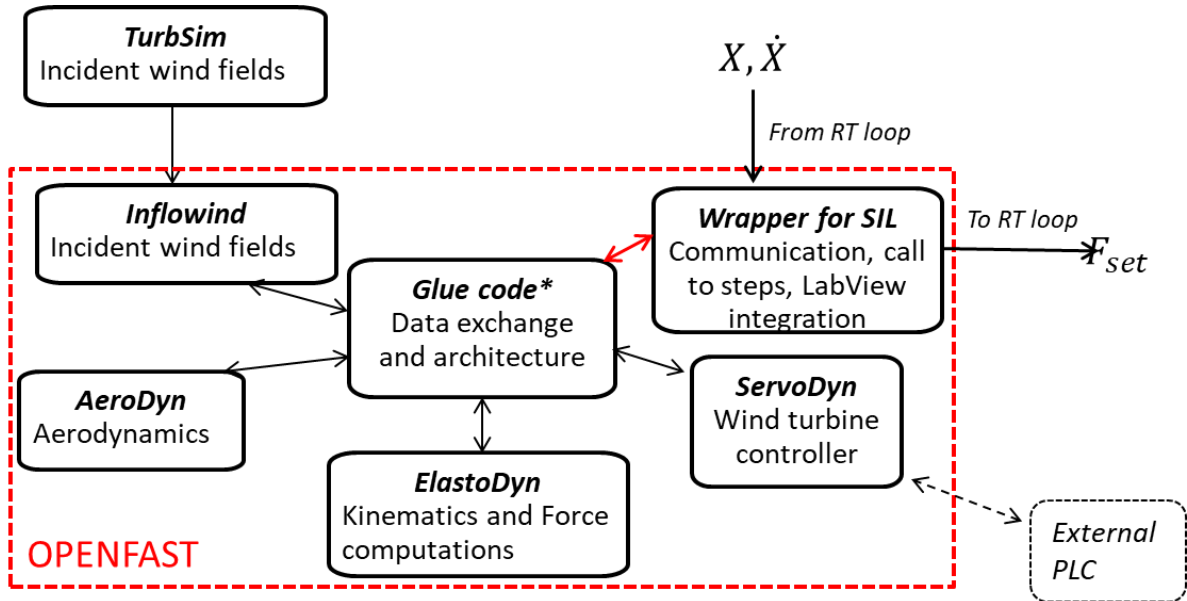 TurbSim
Incident wind fields
X, Ẋ
From RT loop
Inflowind
Incident wind fields
Wrapper for SIL
Communication, call
to steps, LabView
integration
To RT loop
F_set
Glue code*
Data exchange
and architecture
AeroDyn
Aerodynamics
ServoDyn
Wind turbine
controller
ElastoDyn
Kinematics and Force
computations
OPENFAST
External
PLC